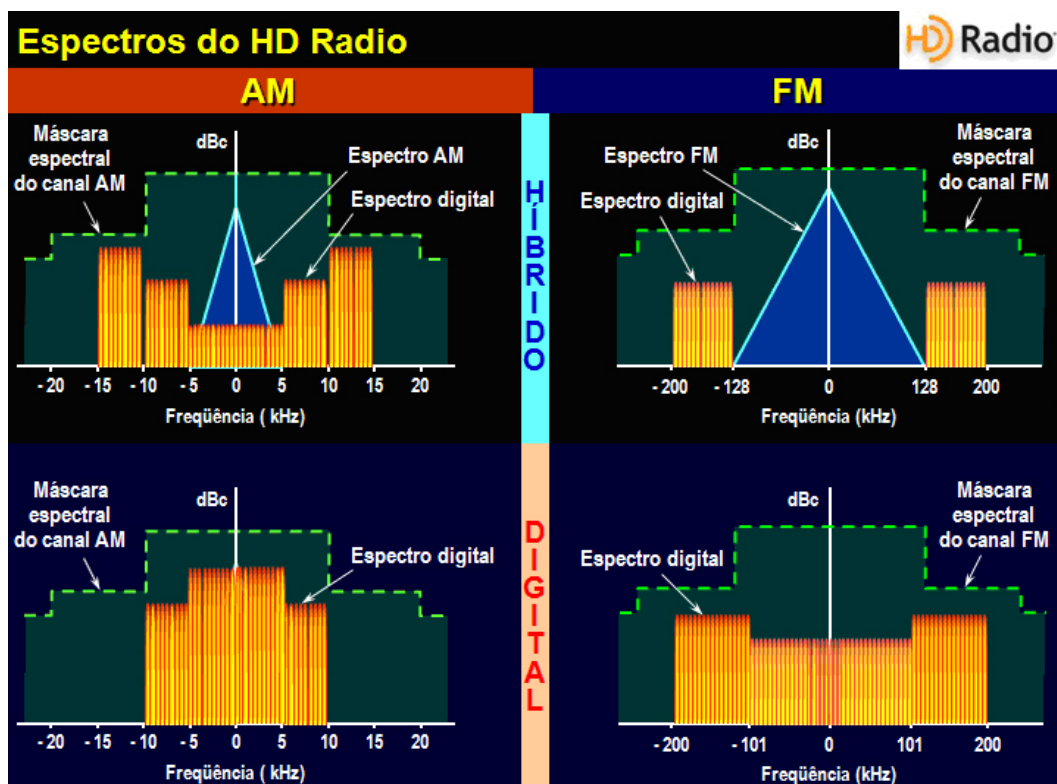 Espectros do HD Radio
HD Radio
AM
FM
Máscara
espectral
do canal AM
dBc
Espectro AM
Espectro digital
- 20 - 15 - 10 - 5 0 5 10 15 20
Freqüência ( kHz)
HÍBRIDO
Espectro FM
Espectro digital
dBc
Máscara
espectral
do canal FM
- 200 - 128 0 128 200
Freqüência (kHz)
Máscara
espectral
do canal AM
dBc
Espectro digital
- 20 - 15 - 10 - 5 0 5 10 15 20
Freqüência (kHz)
DIGITAL
Espectro digital
dBc
Máscara
espectral
do canal FM
- 200 - 101 0 101 200
Freqüência (kHz)